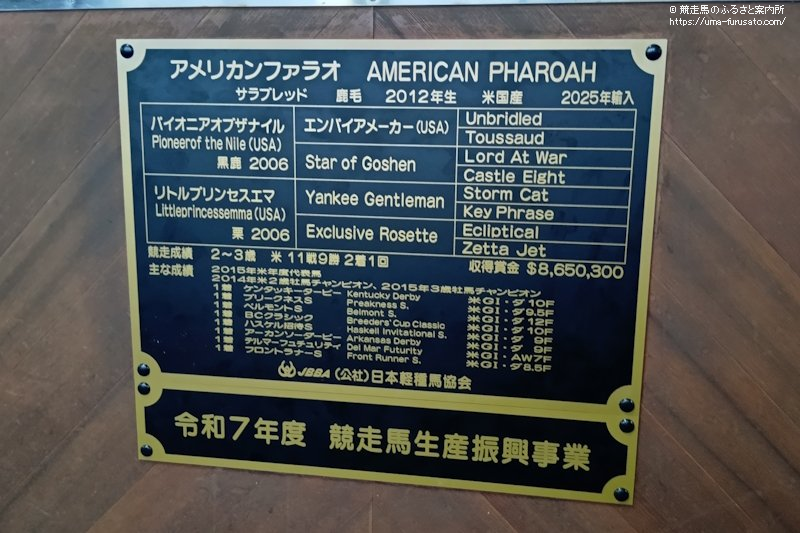 © 競走馬のふるさと案内所
https://uma-furusato.com/
アメリカンファラオ AMERICAN PHAROAH
サラブレッド 鹿毛 2012年生 米国産 2025年輸入
パイオニアオブザナイル
Pioneerof the Nile (USA)
黒鹿 2006
エンパイアメーカー (USA)
Unbridled
Toussaud
Star of Goshen
Lord At War
Castle Eight
リトルプリンセスエマ
Littleprincessemma (USA)
栗 2006
Yankee Gentleman
Storm Cat
Key Phrase
Exclusive Rosette
Ecliptical
Zetta Jet
競走成績 2〜3歳 米 11戦9勝 2着1回 収得賞金 $8,650,300
主な成績 2015年米年度代表馬
2014年米2歳牡馬チャンピオン、2015年3歳牡馬チャンピオン
1着 ケンタッキーダービー Kentucky Derby 米GⅠ・ダ10F
1着 プリークネスS Preakness S. 米GⅠ・ダ9.5F
1着 ベルモントS Belmont S. 米GⅠ・ダ12F
1着 BCクラシック Breeders' Cup Classic 米GⅠ・ダ10F
1着 ハスケル招待S Haskell Invitational S. 米GⅠ・ダ9F
1着 アーカンソーダービー Arkansas Derby 米GⅠ・ダ9F
1着 デルマーフュチュリティ Del Mar Futurity 米GⅠ・AW7F
1着 フロントランナーS Front Runner S. 米GⅠ・ダ8.5F
JBBA (公社)日本軽種馬協会
令和7年度 競走馬生産振興事業